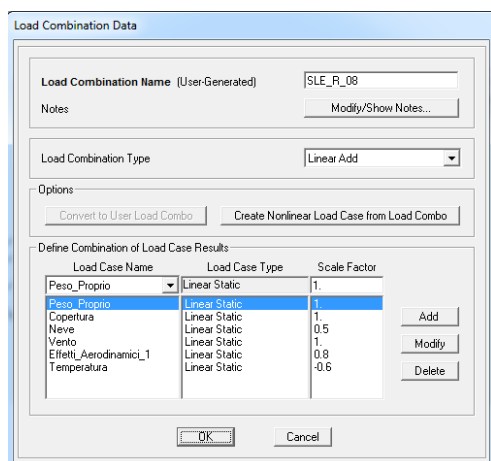 Load Combination Data
Load Combination Name (User-Generated) SLE_R_08
Notes Modify/Show Notes...
Load Combination Type Linear Add
Options
Convert to User Load Combo Create Nonlinear Load Case from Load Combo
Define Combination of Load Case Results
Load Case Name Load Case Type Scale Factor
Peso_Proprio Linear Static 1.
Peso_Proprio Linear Static 1.
Copertura Linear Static 1.
Neve Linear Static 0.5
Vento Linear Static 1.
Effetti_Aerodinamici_1 Linear Static 0.8
Temperatura Linear Static -0.6
Add
Modify
Delete
OK Cancel